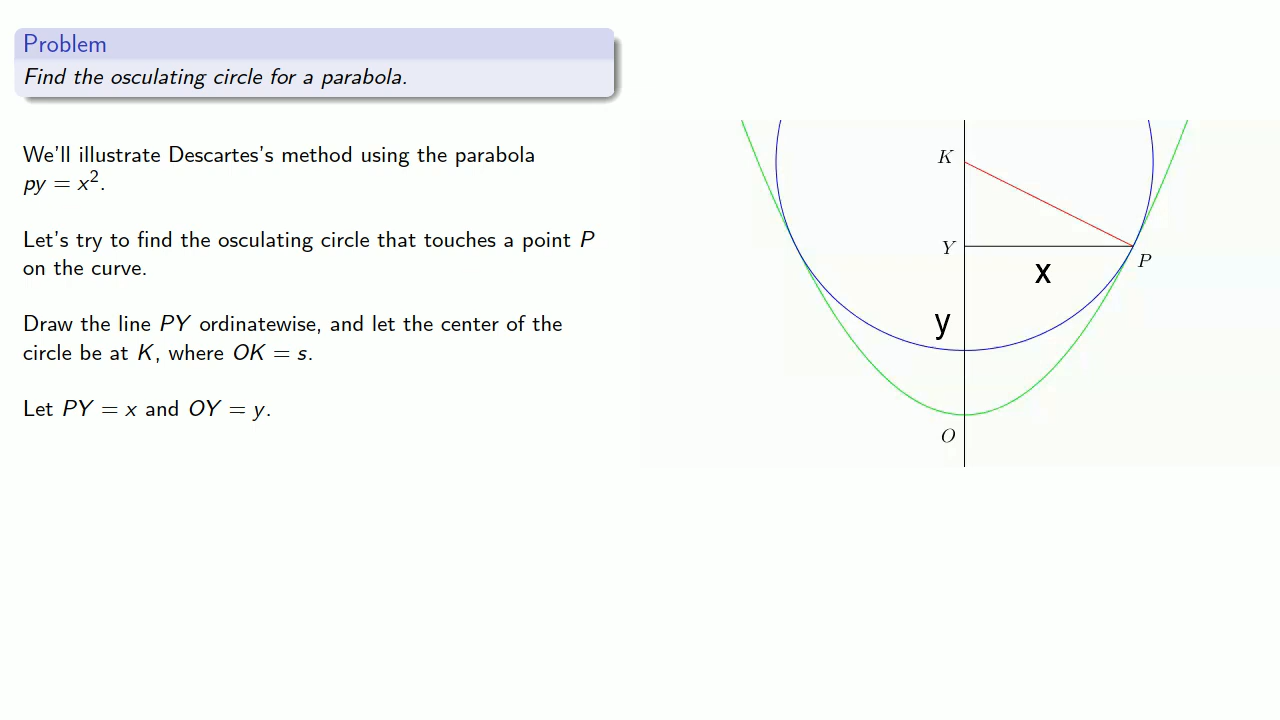 Problem
Find the osculating circle for a parabola.
We'll illustrate Descartes's method using the parabola
py = x².
Let's try to find the osculating circle that touches a point P
on the curve.
Draw the line PY ordinatewise, and let the center of the
circle be at K, where OK = s.
Let PY = x and OY = y.
K
Y
P
x
y
O